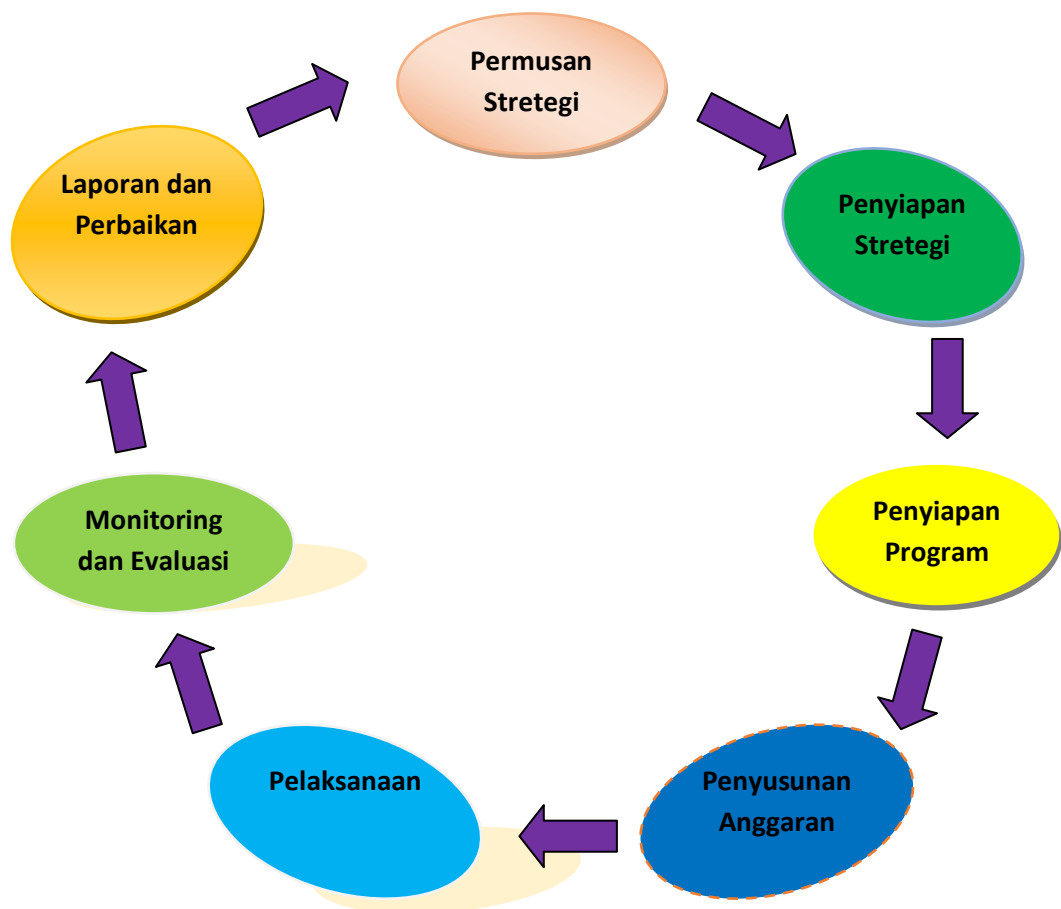 Permusan
Stretegi
Penyiapan
Stretegi
Penyiapan
Program
Penyusunan
Anggaran
Pelaksanaan
Monitoring
dan Evaluasi
Laporan dan
Perbaikan